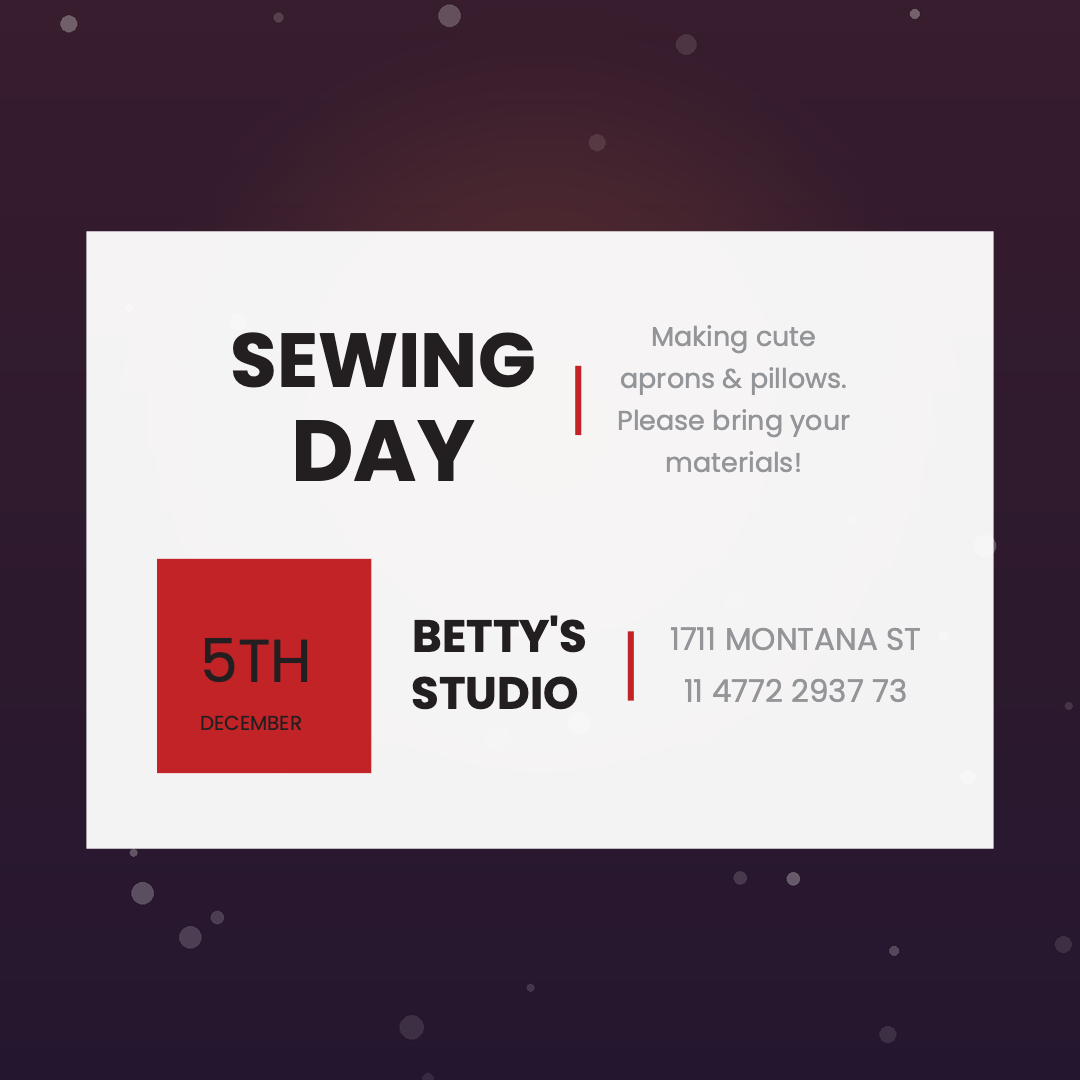 SEWING
DAY
Making cute
aprons & pillows.
Please bring your
materials!
5TH
DECEMBER
BETTY'S
STUDIO
1711 MONTANA ST
11 4772 2937 73